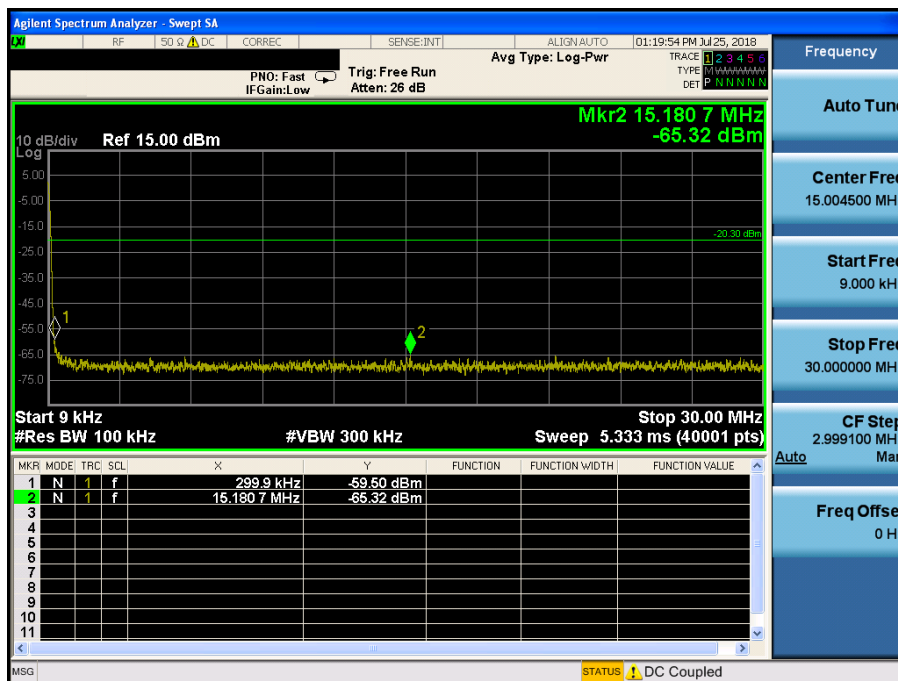 Agilent Spectrum Analyzer - Swept SA
LXI RF 50 Ω DC CORREC SENSE:INT ALIGN AUTO 01:19:54 PM Jul 25, 2018
Avg Type: Log-Pwr
TRACE 1 2 3 4 5 6
TYPE M
DET P N N N N N
PNO: Fast
IFGain:Low
Trig: Free Run
Atten: 26 dB
Mkr2 15.180 7 MHz
-65.32 dBm
10 dB/div Ref 15.00 dBm
Log
5.00
-5.00
-15.0
-20.30 dBm
-25.0
-35.0
-45.0
1
-55.0
2
-65.0
-75.0
Start 9 kHz Stop 30.00 MHz
#Res BW 100 kHz #VBW 300 kHz Sweep 5.333 ms (40001 pts)
MKR MODE TRC SCL X Y FUNCTION FUNCTION WIDTH FUNCTION VALUE
1 N 1 f 299.9 kHz -59.50 dBm
2 N 1 f 15.180 7 MHz -65.32 dBm
3
4
5
6
7
8
9
10
11
MSG STATUS DC Coupled
Frequency
Auto Tun
Center Fre
15.004500 MH
Start Fre
9.000 kH
Stop Fre
30.000000 MH
CF Step
2.999100 MH
Auto Mar
Freq Offse
0 H